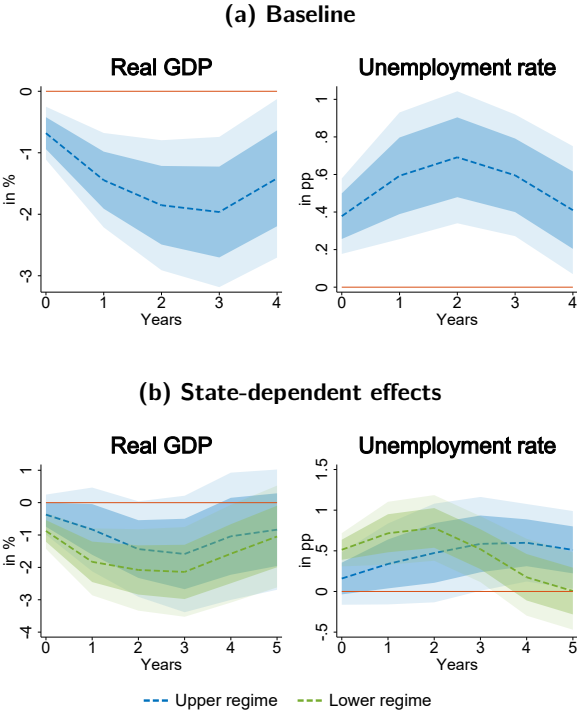 (a) Baseline
Real GDP
Unemployment rate
in %
0
-1
-2
-3
0 1 2 3 4
Years
in pp
1
.8
.6
.4
.2
0
0 1 2 3 4
Years
(b) State-dependent effects
Real GDP
Unemployment rate
in %
1
0
-1
-2
-3
-4
0 1 2 3 4 5
Years
in pp
1.5
1
.5
0
-.5
0 1 2 3 4 5
Years
Upper regime Lower regime